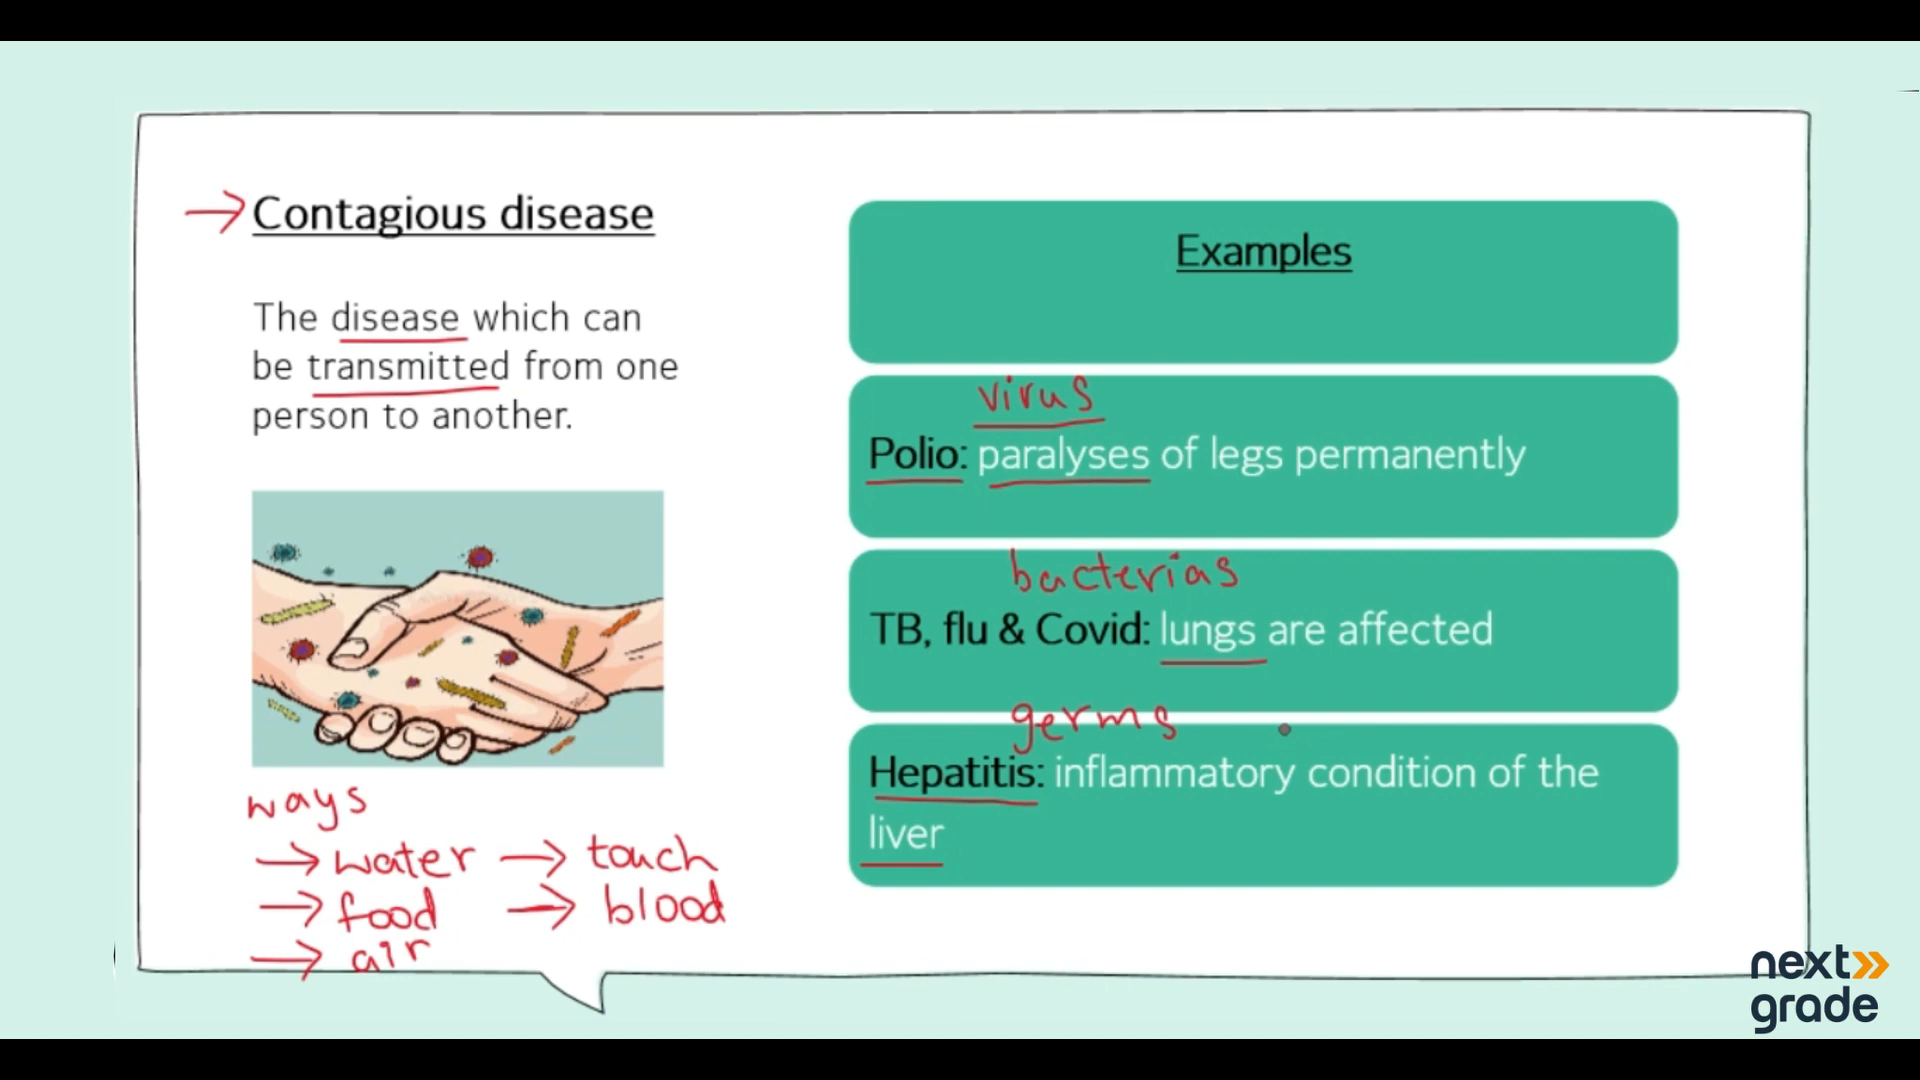 Contagious disease
The disease which can
be transmitted from one
person to another.
ways
→ water → touch
→ food → blood
→ air
Examples
virus
Polio: paralyses of legs permanently
bacterias
TB, flu & Covid: lungs are affected
germs
Hepatitis: inflammatory condition of the
liver
next
grade